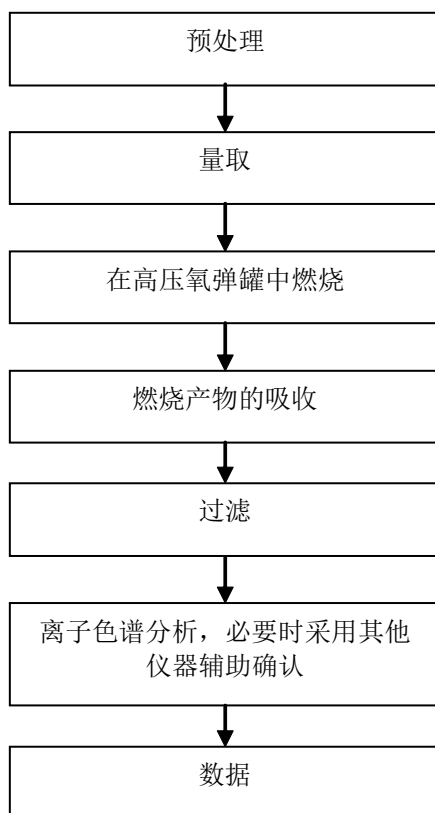 预处理
量取
在高压氧弹罐中燃烧
燃烧产物的吸收
过滤
离子色谱分析，必要时采用其他
仪器辅助确认
数据